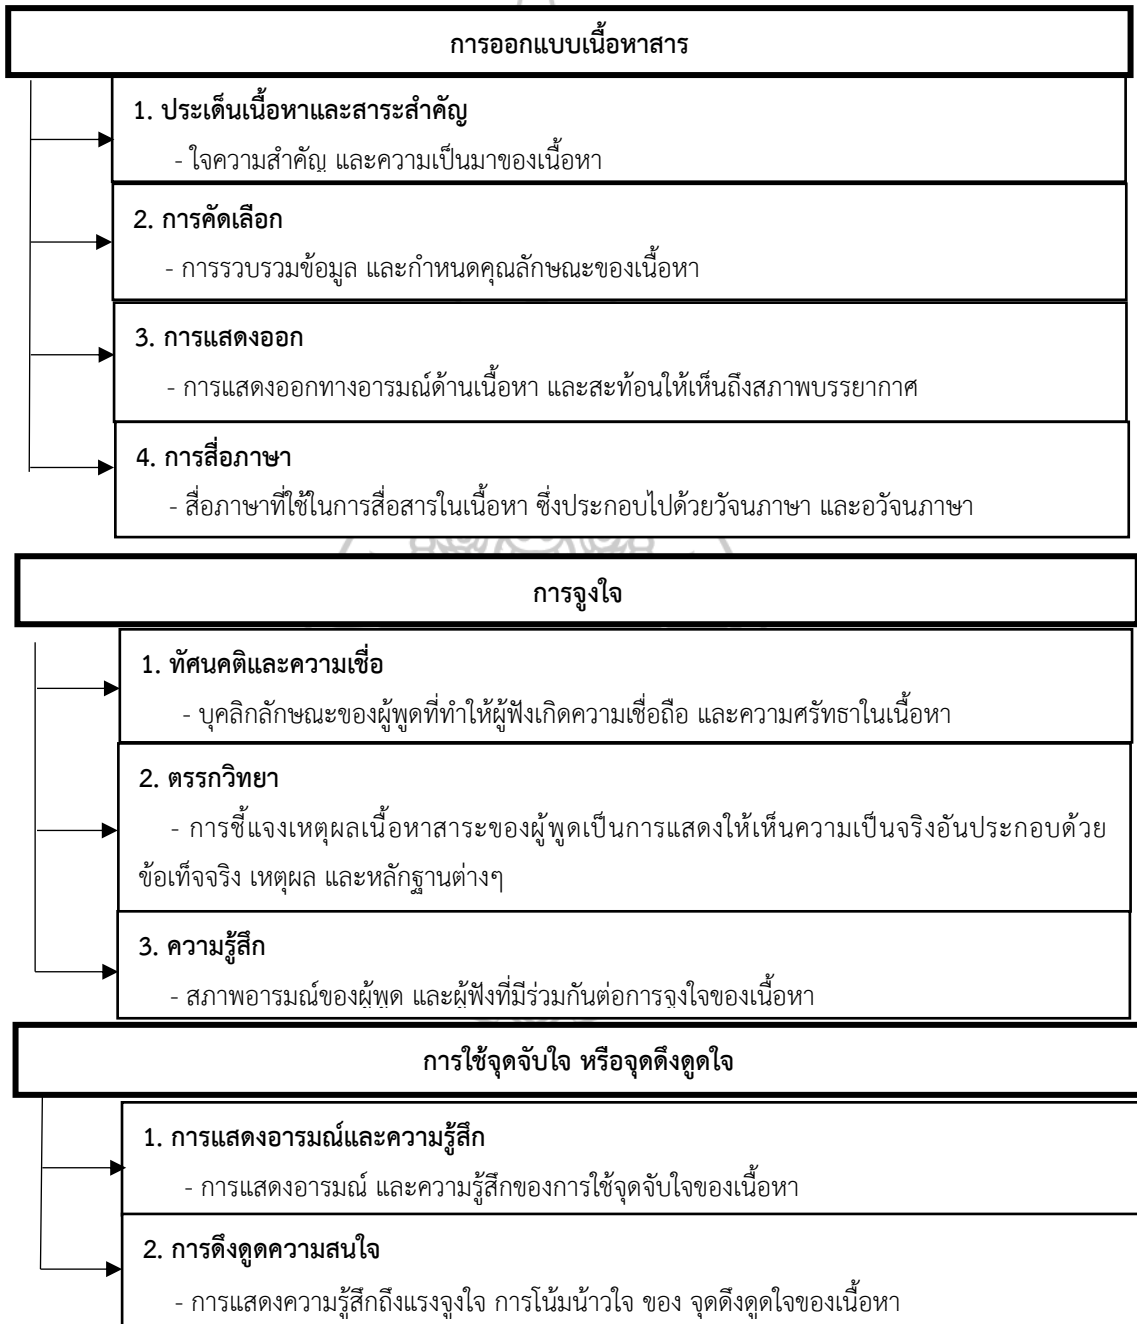 การออกแบบเนื้อหาสาร
1. ประเด็นเนื้อหาและสาระสำคัญ
- ใจความสำคัญ และความเป็นมาของเนื้อหา
2. การคัดเลือก
- การรวบรวมข้อมูล และกำหนดคุณลักษณะของเนื้อหา
3. การแสดงออก
- การแสดงออกทางอารมณ์ด้านเนื้อหา และสะท้อนให้เห็นถึงสภาพบรรยากาศ
4. การสื่อภาษา
- สื่อภาษาที่ใช้ในการสื่อสารในเนื้อหา ซึ่งประกอบไปด้วยวัจนภาษา และอวัจนภาษา
การจูงใจ
1. ทัศนคติและความเชื่อ
- บุคลิกลักษณะของผู้พูดที่ทำให้ผู้ฟังเกิดความเชื่อถือ และความศรัทธาในเนื้อหา
2. ตรรกวิทยา
- การชี้แจงเหตุผลเนื้อหาสาระของผู้พูดเป็นการแสดงให้เห็นความเป็นจริงอันประกอบด้วย
ข้อเท็จจริง เหตุผล และหลักฐานต่างๆ
3. ความรู้สึก
- สภาพอารมณ์ของผู้พูด และผู้ฟังที่มีร่วมกันต่อการจูงใจของเนื้อหา
การใช้จุดจับใจ หรือจุดดึงดูดใจ
1. การแสดงอารมณ์และความรู้สึก
- การแสดงอารมณ์ และความรู้สึกของการใช้จุดจับใจของเนื้อหา
2. การดึงดูดความสนใจ
- การแสดงความรู้สึกถึงแรงจูงใจ การโน้มน้าวใจ ของ จุดดึงดูดใจของเนื้อหา